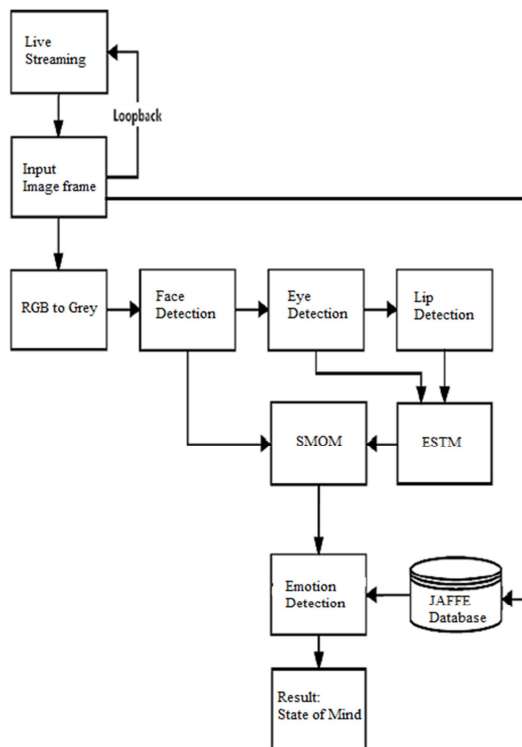 Live
Streaming
Loopback
Input
Image frame
RGB to Grey
Face
Detection
Eye
Detection
Lip
Detection
SMOM
ESTM
Emotion
Detection
JAFFE
Database
Result:
State of Mind